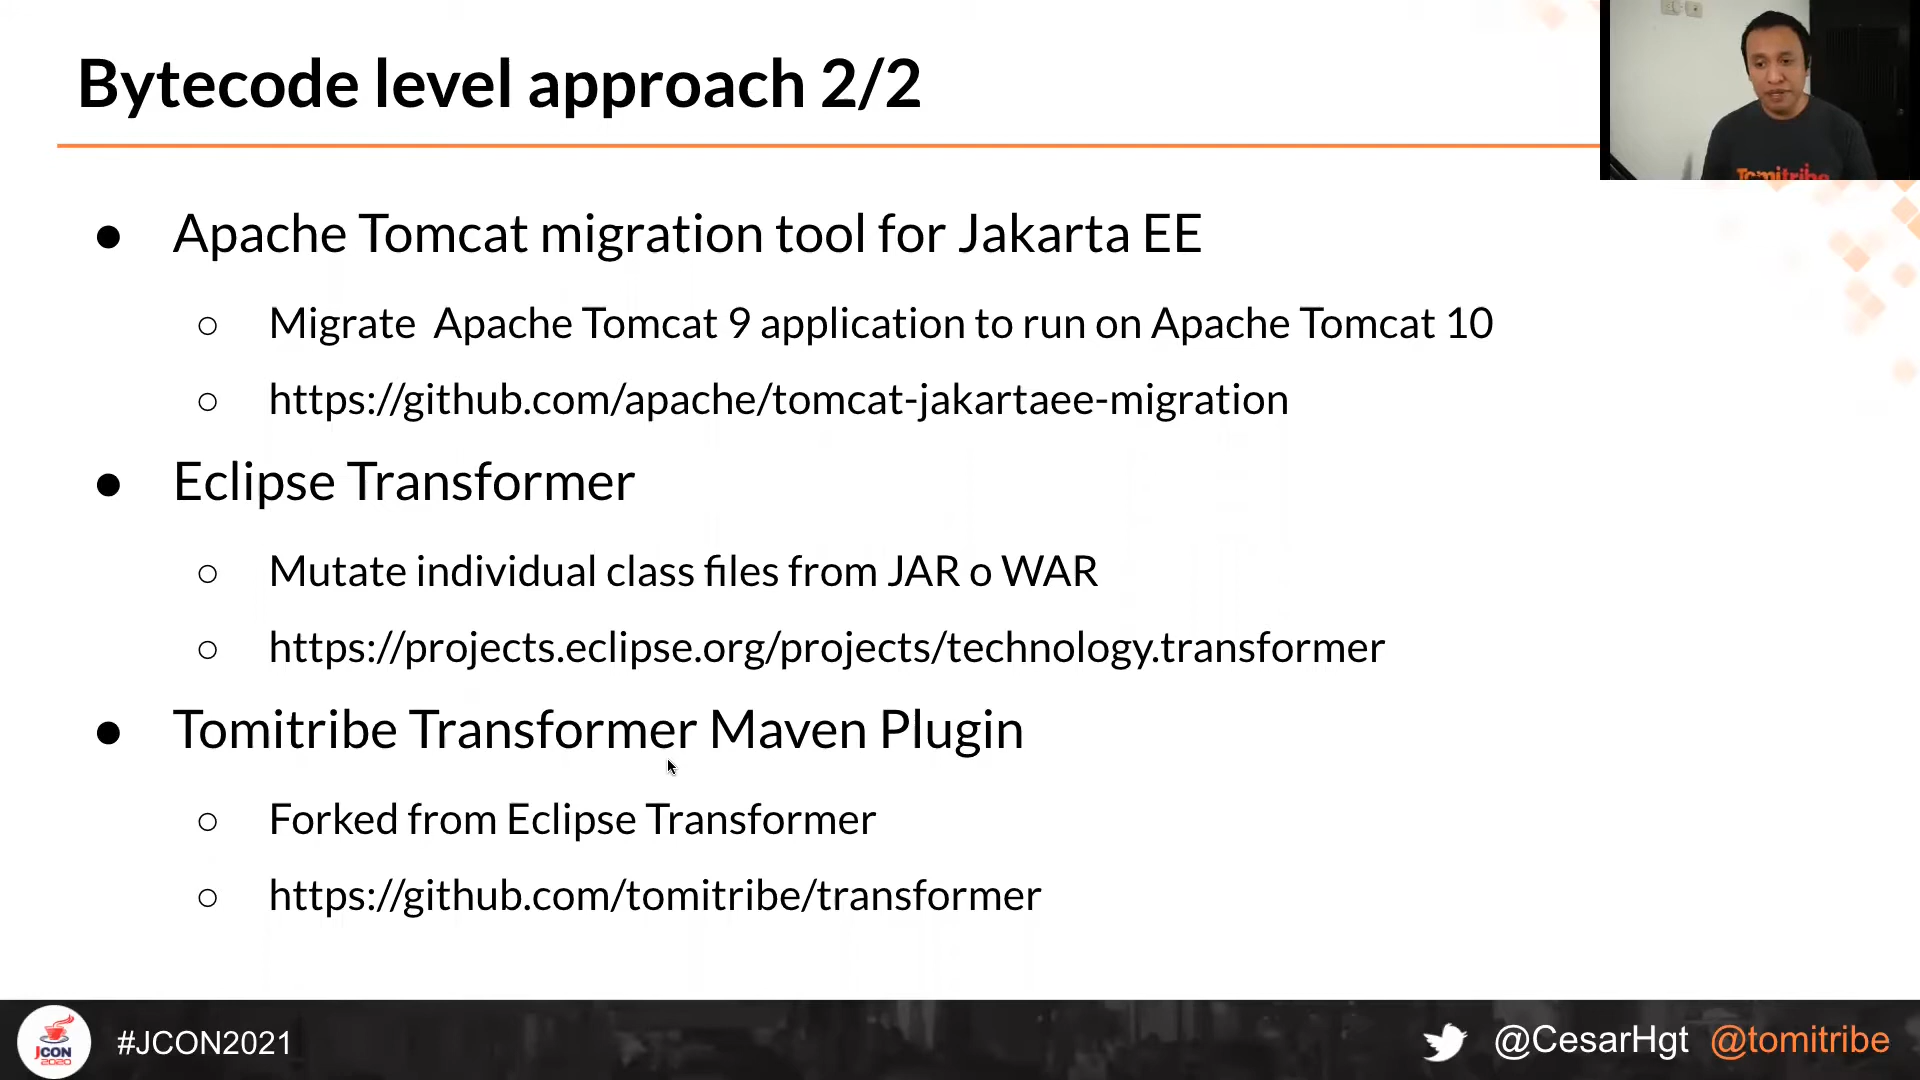 Bytecode level approach 2/2
Tomitribe
● Apache Tomcat migration tool for Jakarta EE
○ Migrate  Apache Tomcat 9 application to run on Apache Tomcat 10
○ https://github.com/apache/tomcat-jakartaee-migration
● Eclipse Transformer
○ Mutate individual class files from JAR o WAR
○ https://projects.eclipse.org/projects/technology.transformer
● Tomitribe Transformer Maven Plugin
○ Forked from Eclipse Transformer
○ https://github.com/tomitribe/transformer
JCON
2020
#JCON2021
@CesarHgt @tomitribe